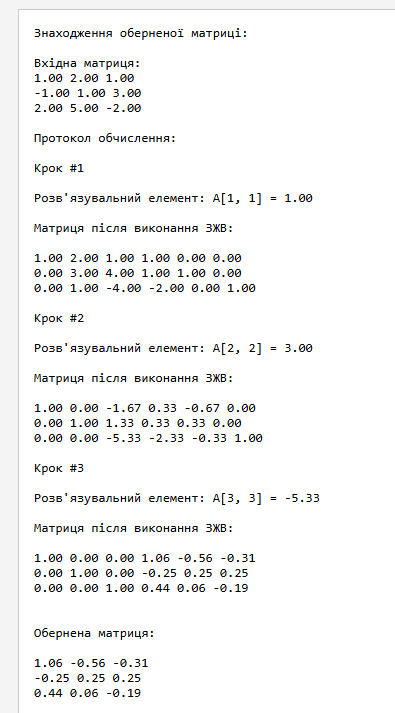 Знаходження оберненої матриці:
Вхідна матриця:
1.00 2.00 1.00
-1.00 1.00 3.00
2.00 5.00 -2.00
Протокол обчислення:
Крок #1
Розв'язувальний елемент: A[1, 1] = 1.00
Матриця після виконання ЗЖВ:
1.00 2.00 1.00 1.00 0.00 0.00
0.00 3.00 4.00 1.00 1.00 0.00
0.00 1.00 -4.00 -2.00 0.00 1.00
Крок #2
Розв'язувальний елемент: A[2, 2] = 3.00
Матриця після виконання ЗЖВ:
1.00 0.00 -1.67 0.33 -0.67 0.00
0.00 1.00 1.33 0.33 0.33 0.00
0.00 0.00 -5.33 -2.33 -0.33 1.00
Крок #3
Розв'язувальний елемент: A[3, 3] = -5.33
Матриця після виконання ЗЖВ:
1.00 0.00 0.00 1.06 -0.56 -0.31
0.00 1.00 0.00 -0.25 0.25 0.25
0.00 0.00 1.00 0.44 0.06 -0.19
Обернена матриця:
1.06 -0.56 -0.31
-0.25 0.25 0.25
0.44 0.06 -0.19